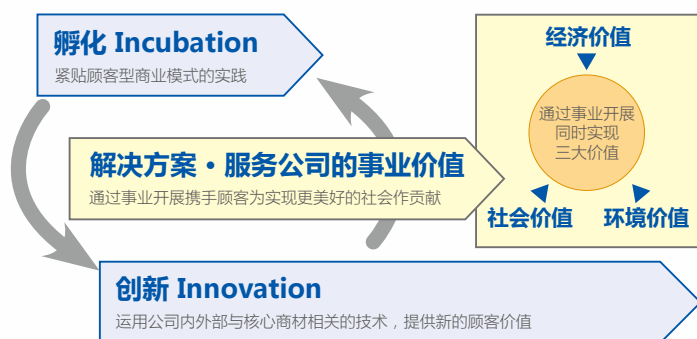 孵化 Incubation
紧贴顾客型商业模式的实践
解决方案・服务公司的事业价值
通过事业开展携手顾客为实现更美好的社会作贡献
创新 Innovation
运用公司内外部与核心商材相关的技术，提供新的顾客价值
经济价值
通过事业开展
同时实现
三大价值
社会价值
环境价值